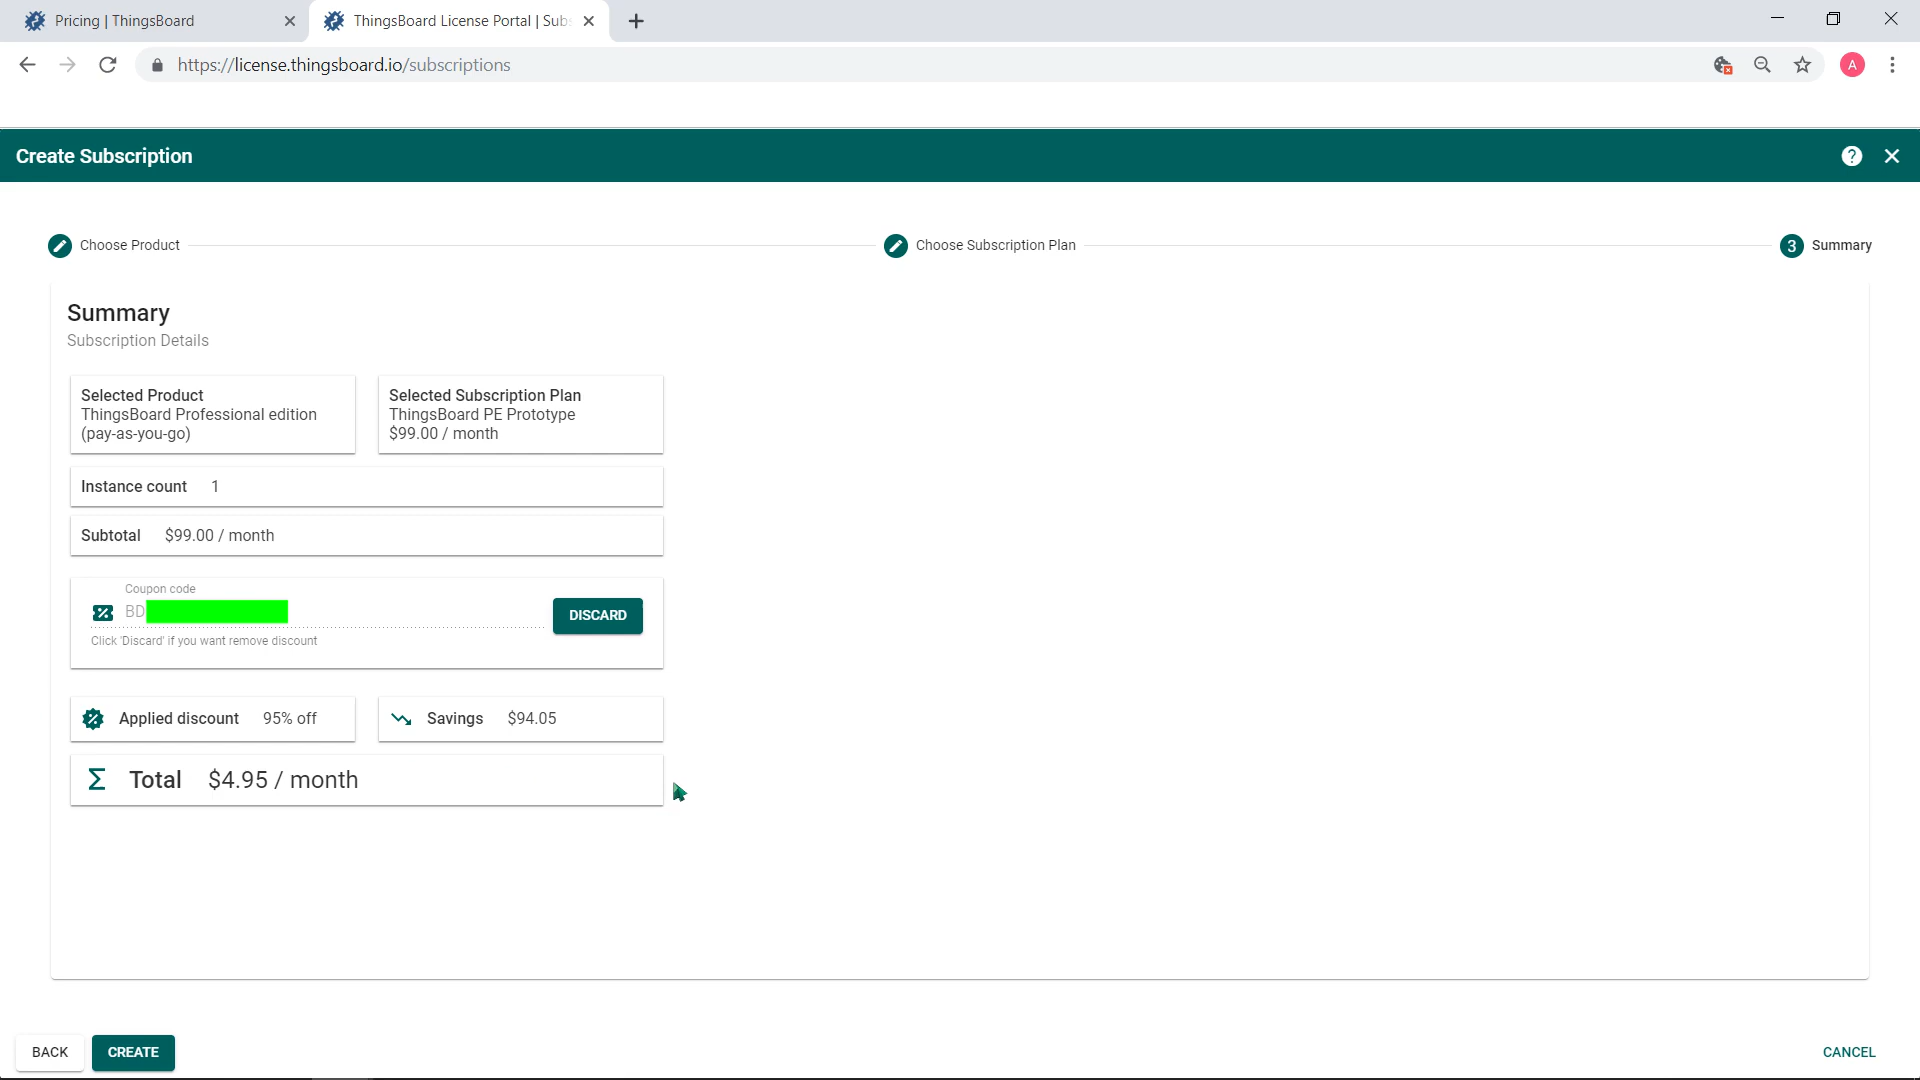 Pricing | ThingsBoard
ThingsBoard License Portal | Sub
https://license.thingsboard.io/subscriptions
A
Create Subscription
?
Choose Product
Choose Subscription Plan
3 Summary
Summary
Subscription Details
Selected Product
ThingsBoard Professional edition
(pay-as-you-go)
Selected Subscription Plan
ThingsBoard PE Prototype
$99.00 / month
Instance count 1
Subtotal $99.00 / month
Coupon code
BD
DISCARD
Click 'Discard' if you want remove discount
Applied discount 95% off
Savings $94.05
Σ Total $4.95 / month
BACK
CREATE
CANCEL